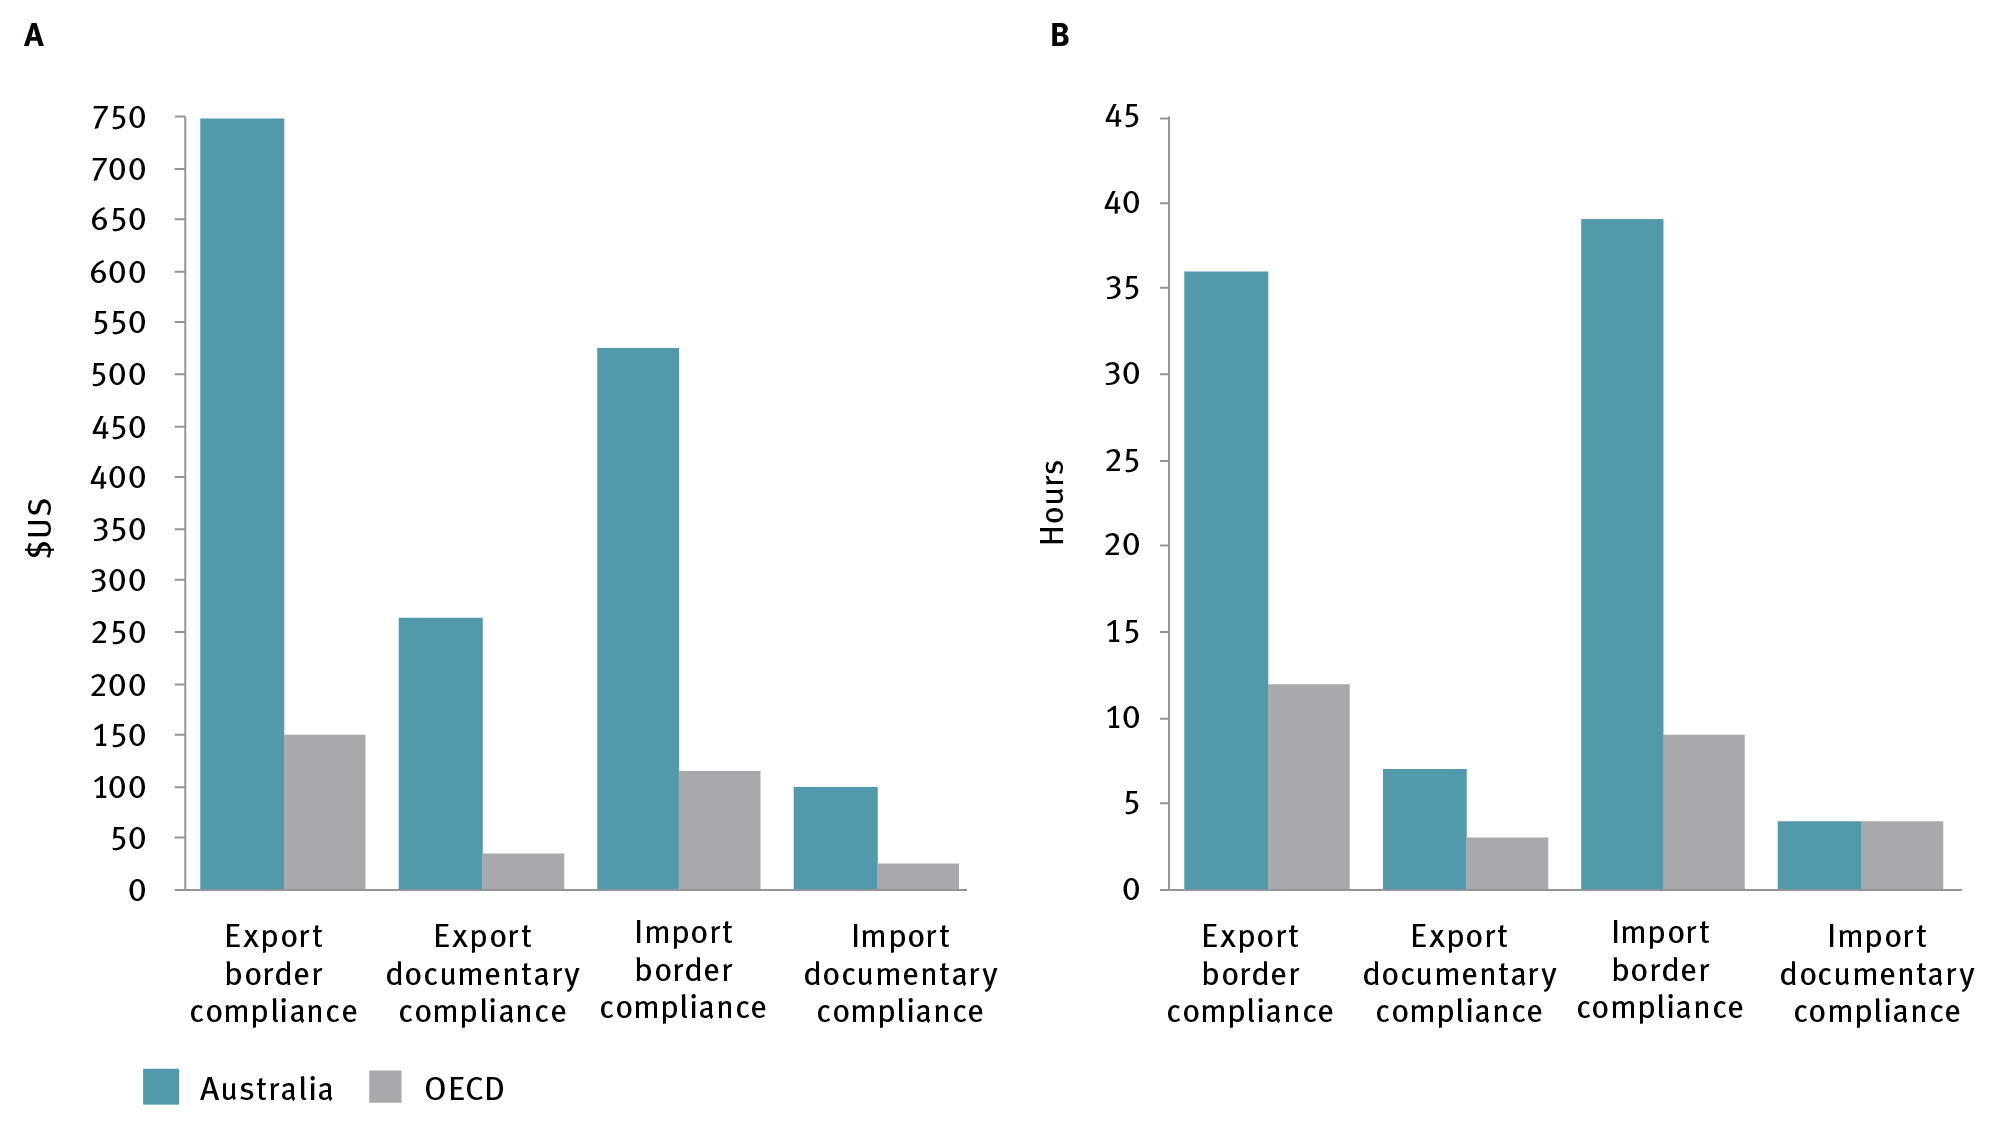 A
750
700
650
600
550
500
450
400
350
300
250
200
150
100
50
0
$US
Export
border
compliance
Export
documentary
compliance
Import
border
compliance
Import
documentary
compliance
Australia
OECD
B
45
40
35
30
25
20
15
10
5
0
Hours
Export
border
compliance
Export
documentary
compliance
Import
border
compliance
Import
documentary
compliance